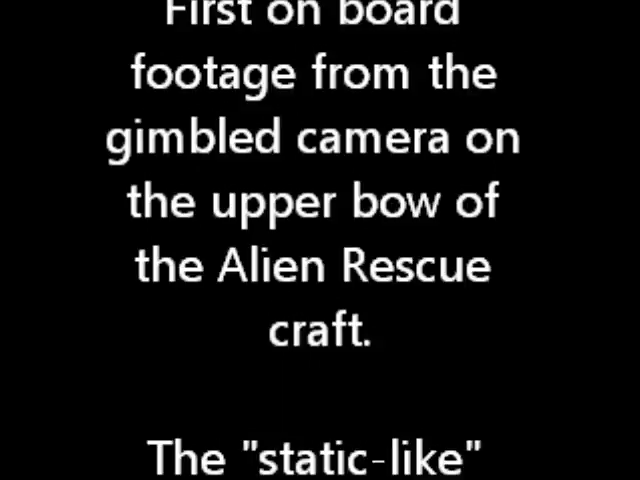 First on board
footage from the
gimbled camera on
the upper bow of
the Alien Rescue
craft.
The "static-like"